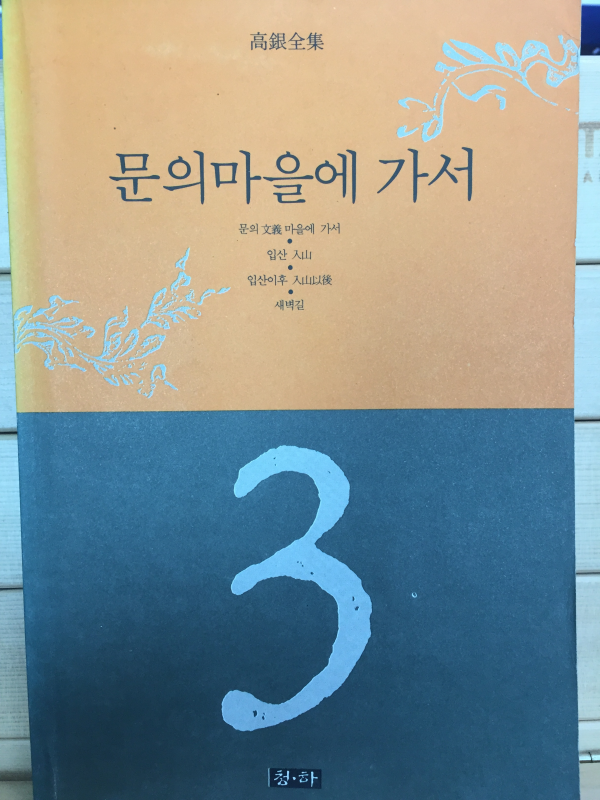 高銀全集
문의마을에 가서
문의 文義 마을에 가서
입산 入山
입산이후 入山以後
새벽길
3
청·하